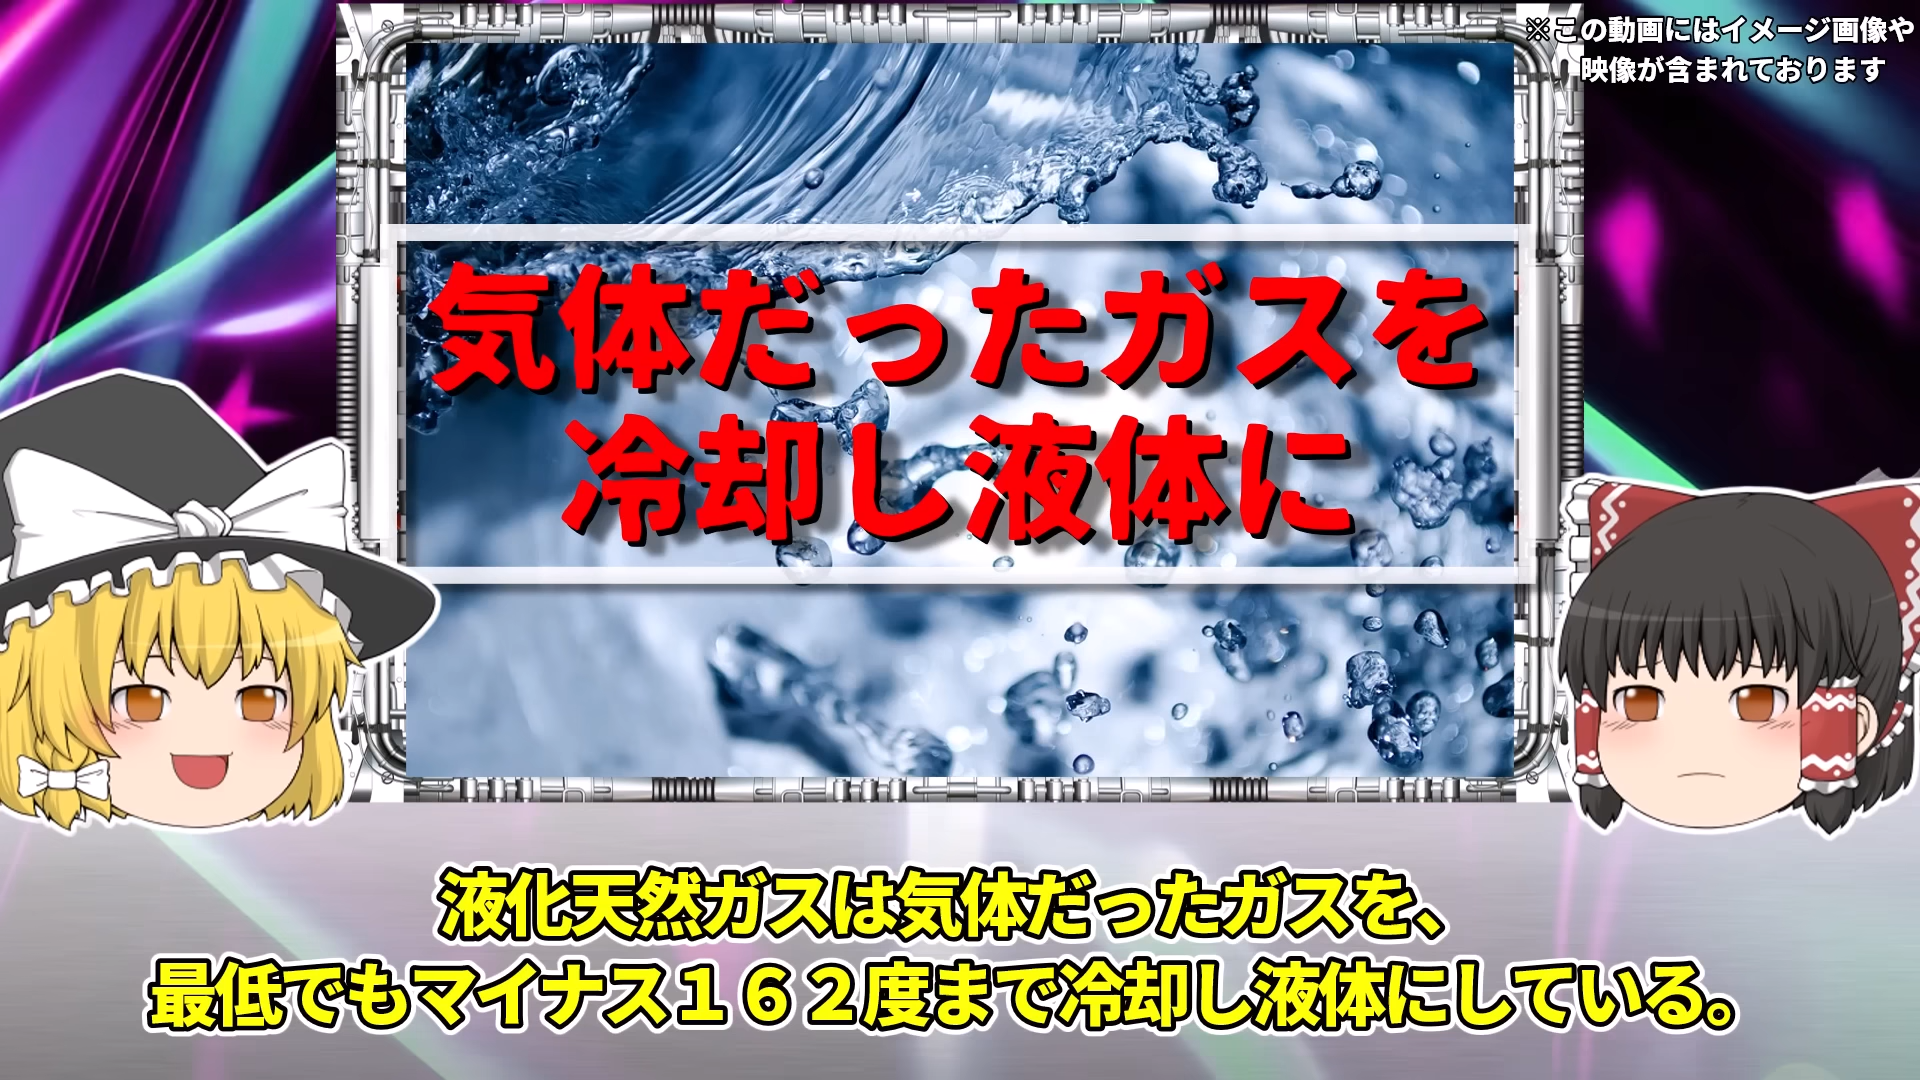 ※この動画にはイメージ画像や
映像が含まれております
気体だったガスを
冷却し液体に
液化天然ガスは気体だったガスを、
最低でもマイナス１６２度まで冷却し液体にしている。